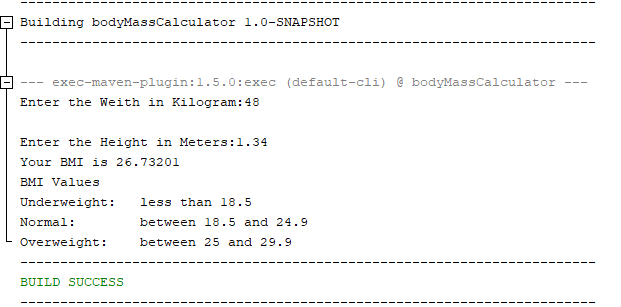 ------------------------------------------------------------------------
Building bodyMassCalculator 1.0-SNAPSHOT
------------------------------------------------------------------------
--- exec-maven-plugin:1.5.0:exec (default-cli) @ bodyMassCalculator ---
Enter the Weith in Kilogram:48
Enter the Height in Meters:1.34
Your BMI is 26.73201
BMI Values
Underweight:   less than 18.5
Normal:        between 18.5 and 24.9
Overweight:    between 25 and 29.9
------------------------------------------------------------------------
BUILD SUCCESS
------------------------------------------------------------------------